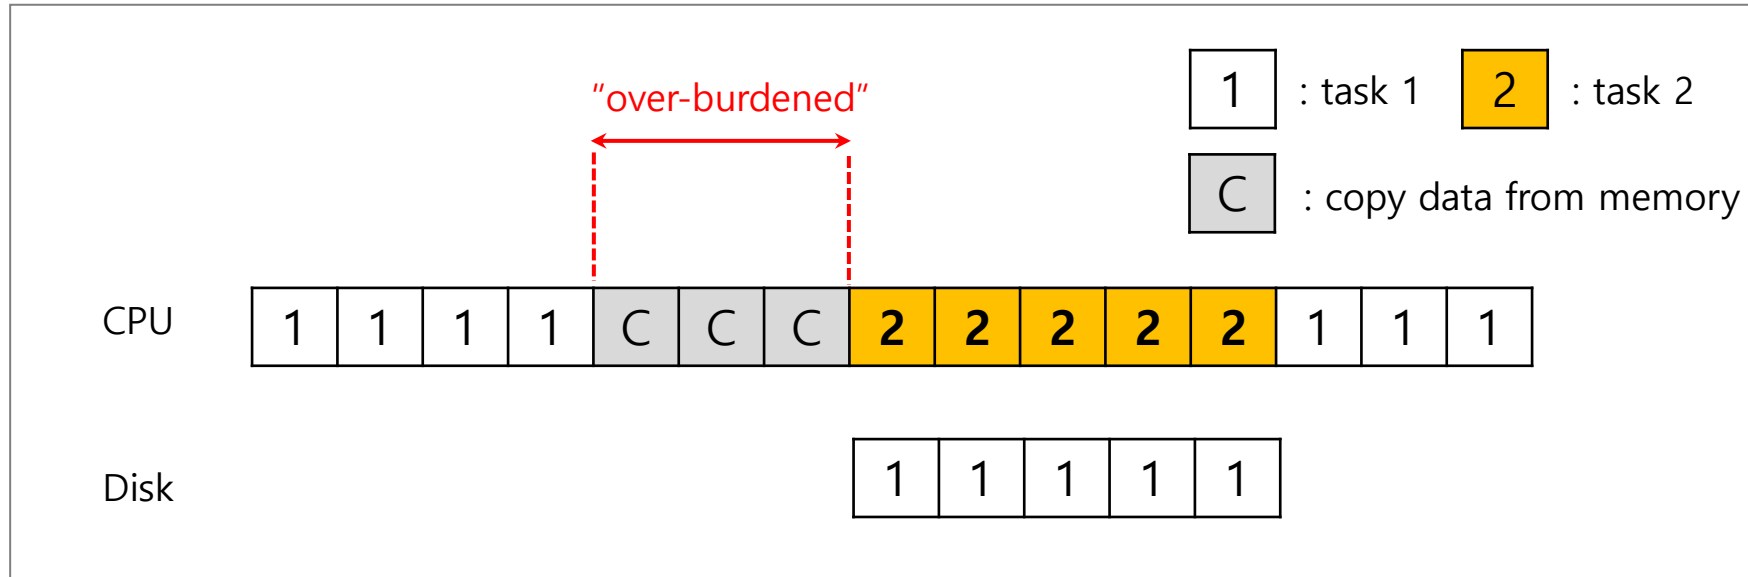 1 : task 1 2 : task 2
“over-burdened”
C : copy data from memory
CPU 1 1 1 1 C C C 2 2 2 2 2 1 1 1
Disk 1 1 1 1 1